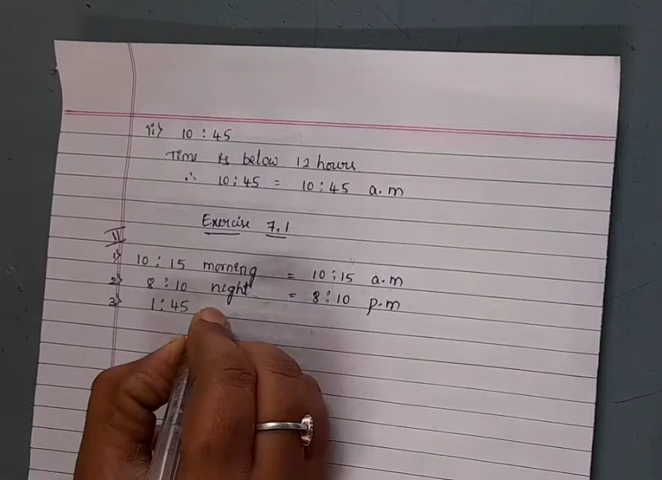 ii) 10 : 45
Time is below 12 hours.
∴ 10:45 = 10:45 a.m
Exercise 7.1
II
1) 10 : 15 morning = 10:15 a.m
2) 8:10 night = 8:10 p.m
3) 1:45